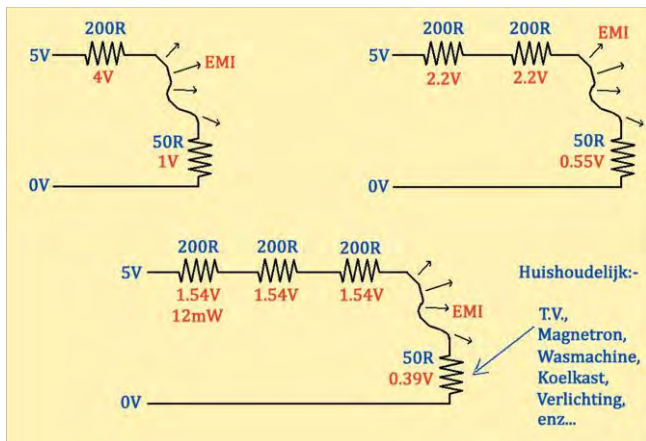 200R
5V
4V
EMI
50R
1V
0V
200R 200R
5V
2.2V 2.2V
EMI
50R
0.55V
0V
200R 200R 200R
5V
1.54V 1.54V 1.54V
12mW
EMI
50R
0.39V
0V
Huishoudelijk:-
T.V.,
Magnetron,
Wasmachine,
Koelkast,
Verlichting,
enz...